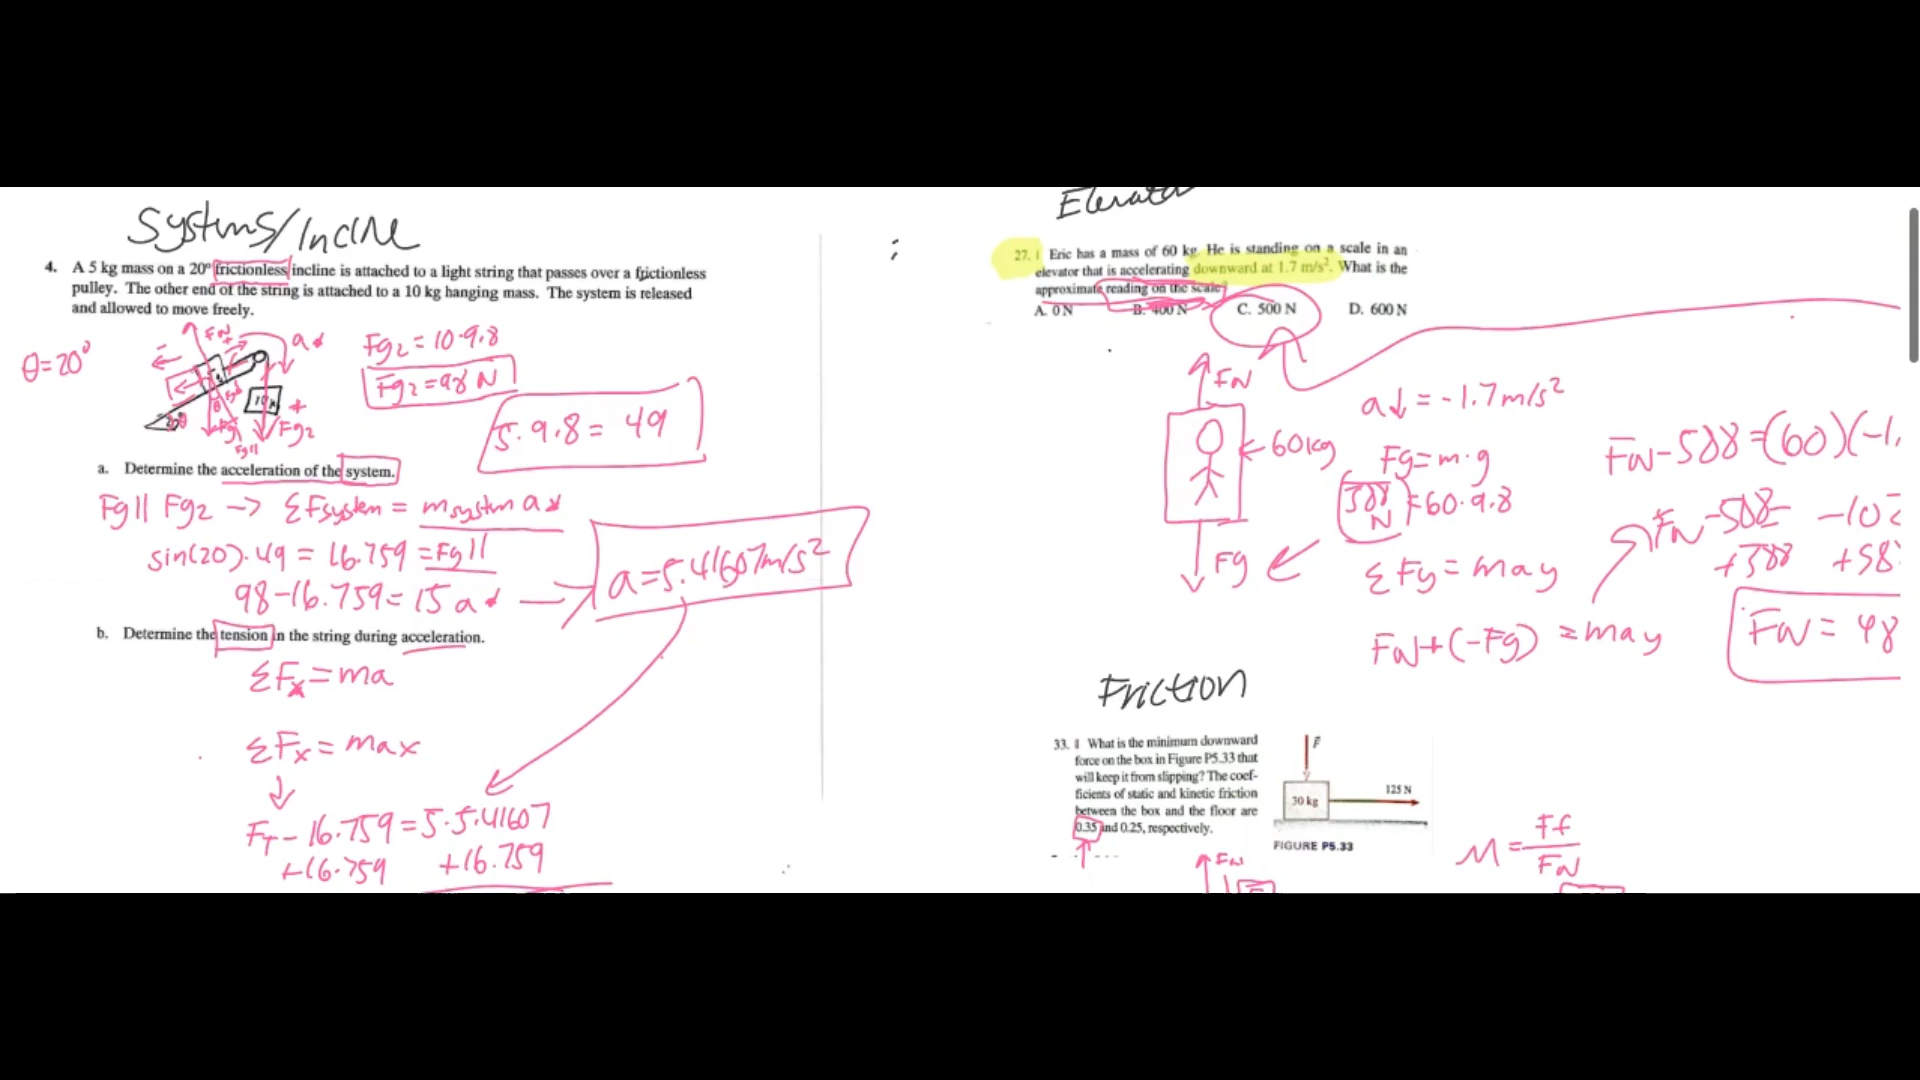 Systems/Incline
4. A 5 kg mass on a 20° frictionless incline is attached to a light string that passes over a frictionless
pulley. The other end of the string is attached to a 10 kg hanging mass. The system is released
and allowed to move freely.
θ=20°
FN
a
Fg2 = 10·9.8
Fg2 = 98 N
5·9.8 = 49
Fg2
Fg||
a. Determine the acceleration of the system.
Fg|| Fg2 → ΣFsystem = msystem a
sin(20)·49 = 16.759 = Fg||
98-16.759 = 15a
a=5.41607m/s²
b. Determine the tension in the string during acceleration.
ΣFx=ma
ΣFx=max
FT-16.759=5·5.41607
+16.759 +16.759
27. Eric has a mass of 60 kg. He is standing on a scale in an
elevator that is accelerating downward at 1.7 m/s². What is the
approximate reading on the scale?
A. 0 N B. 400 N C. 500 N D. 600 N
FN
60kg
Fg
a↓ = -1.7m/s²
Fg=m·g
588 N = 60·9.8
ΣFy=may
FN+(-Fg) = may
FN-588=(60)(-1.
FN-588=
+588 +58
FN = 48
Friction
33. What is the minimum downward
force on the box in Figure P5.33 that
will keep it from slipping? The coef-
ficients of static and kinetic friction
between the box and the floor are
0.35 and 0.25, respectively.
F
30 kg
125 N
FIGURE P5.33
FN
M = Ff/FN